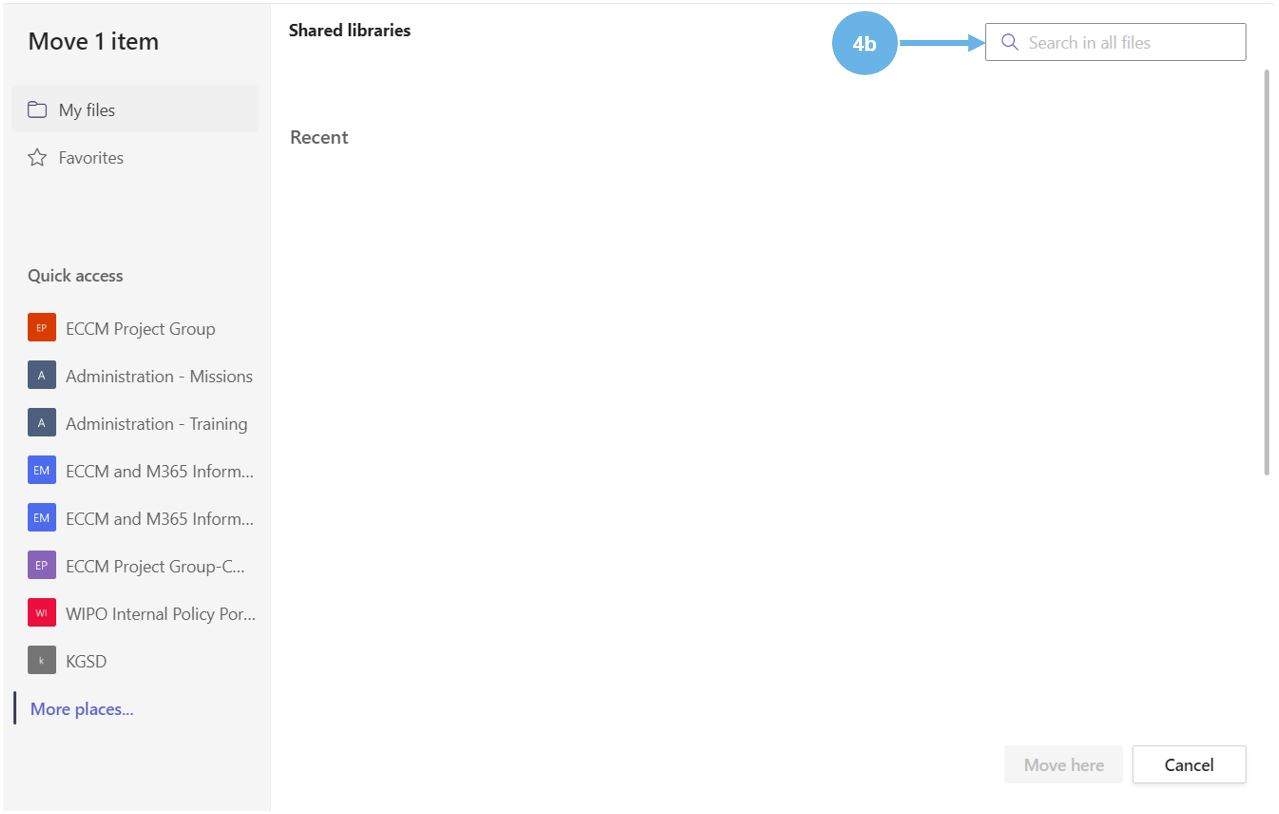 Move 1 item
My files
Favorites
Quick access
EP ECCM Project Group
A Administration - Missions
A Administration - Training
EM ECCM and M365 Inform...
EM ECCM and M365 Inform...
EP ECCM Project Group-C...
WI WIPO Internal Policy Por...
k KGSD
More places...
Shared libraries
4b
Search in all files
Recent
Move here
Cancel